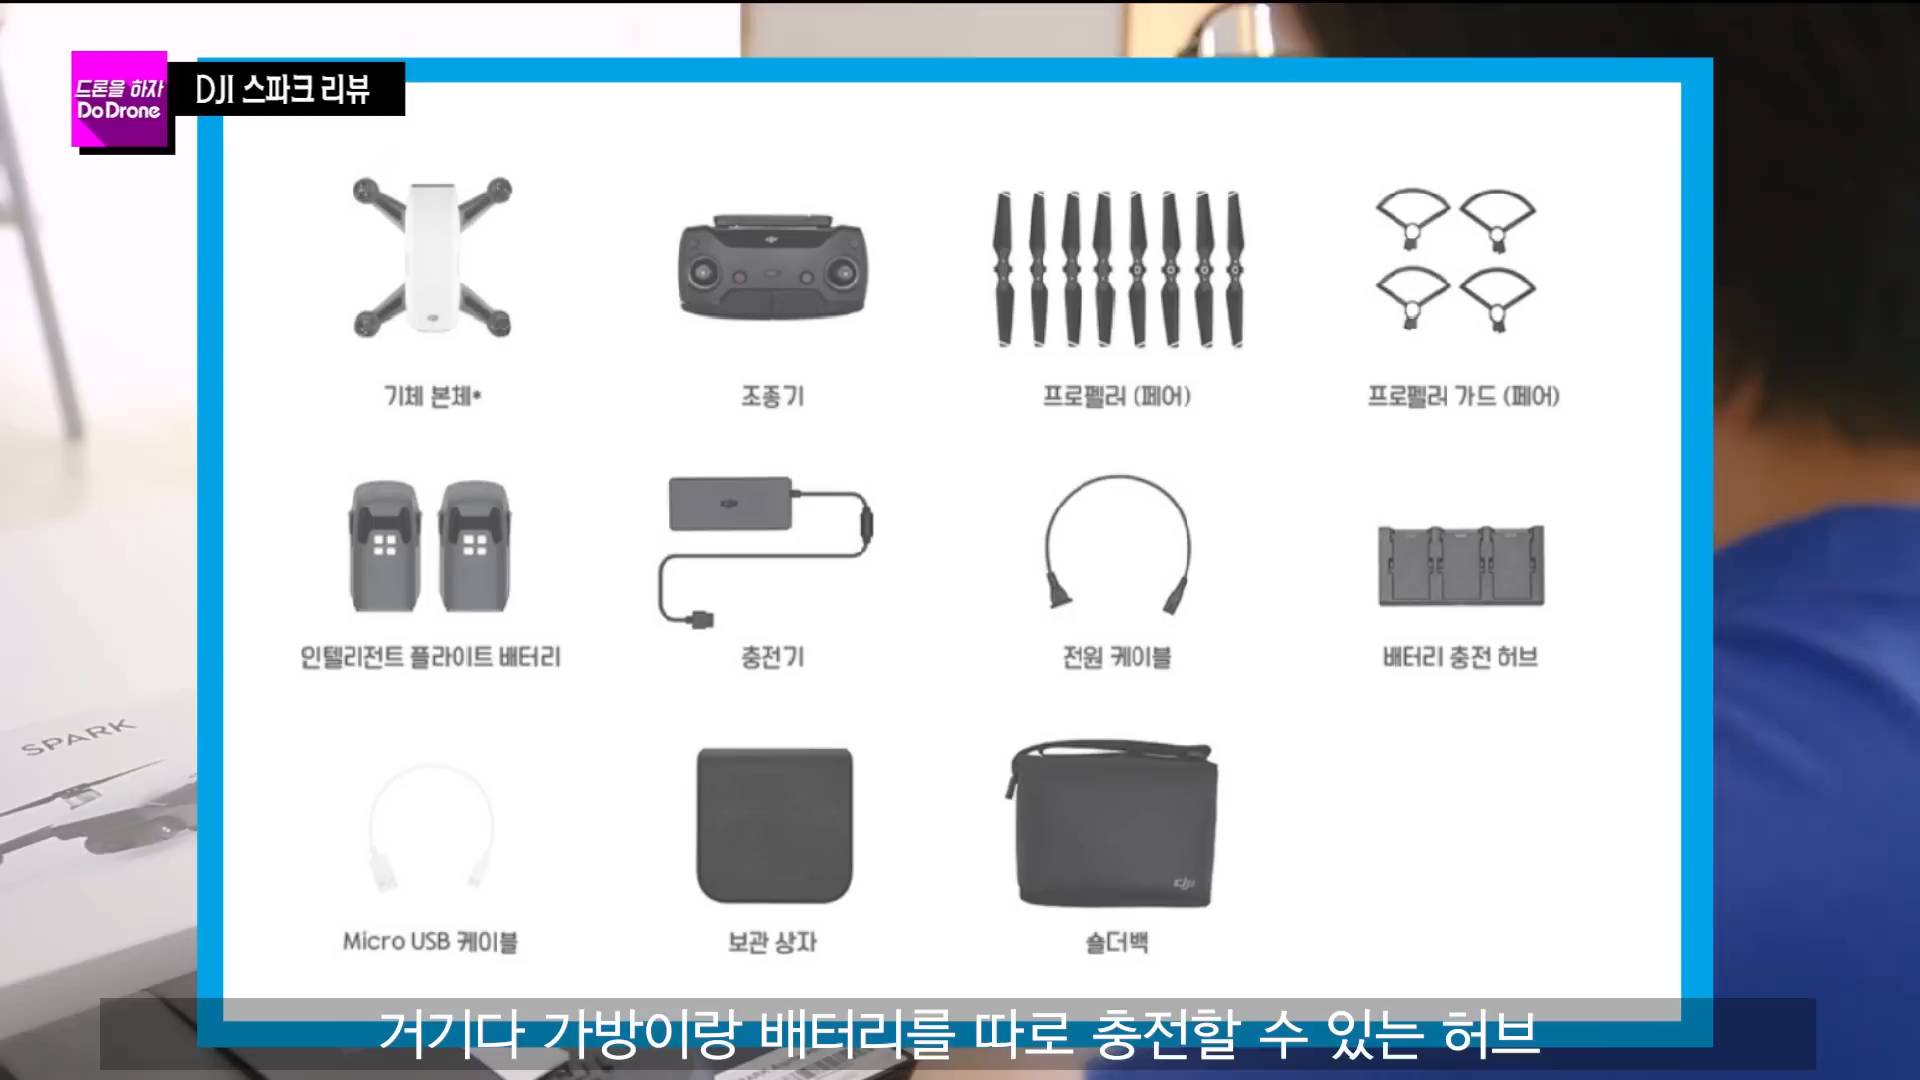 드론을 하자
Do Drone
DJI 스파크 리뷰
기체 본체*
조종기
프로펠러 (페어)
프로펠러 가드 (페어)
인텔리전트 플라이트 배터리
충전기
전원 케이블
배터리 충전 허브
Micro USB 케이블
보관 상자
숄더백
dji
SPARK
거기다 가방이랑 배터리를 따로 충전할 수 있는 허브